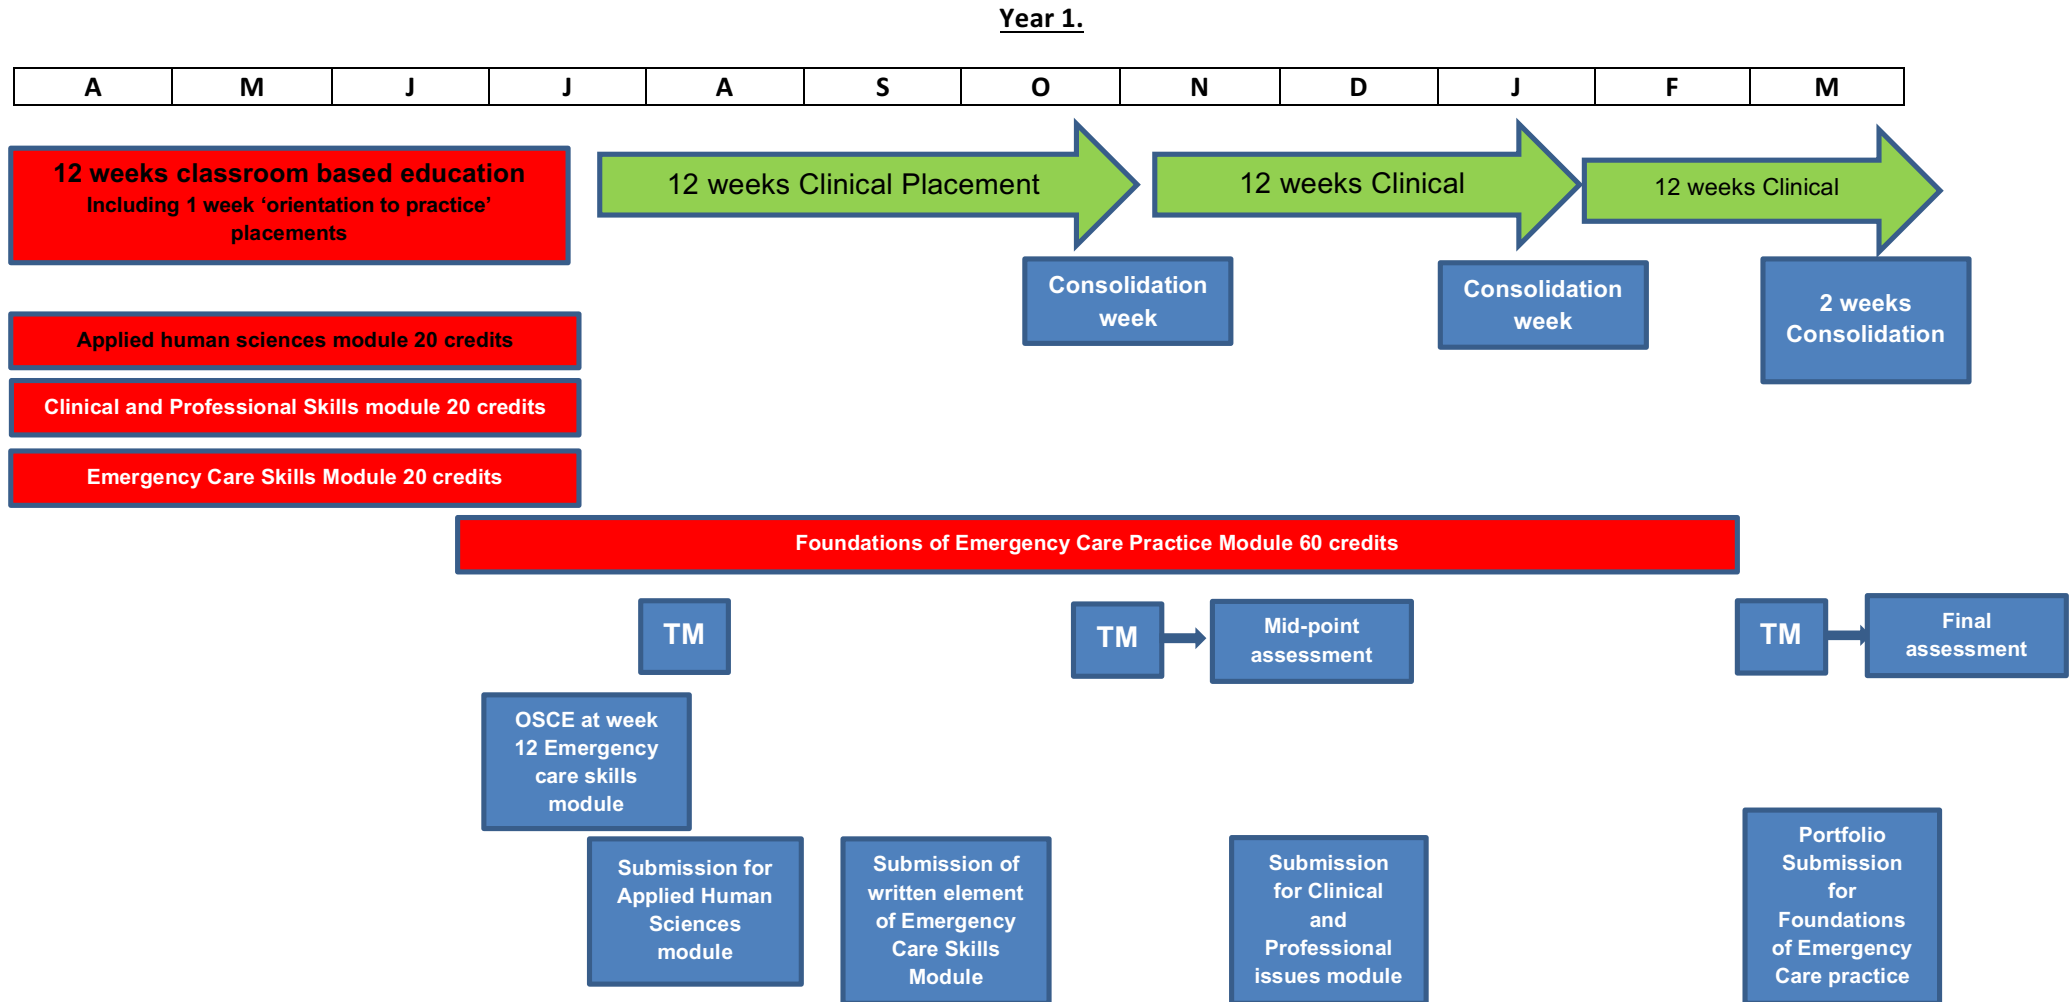 Year 1.
A M J J A S O N D J F M
12 weeks classroom based education
Including 1 week ‘orientation to practice’
placements
12 weeks Clinical Placement
12 weeks Clinical
12 weeks Clinical
Consolidation
week
Consolidation
week
2 weeks
Consolidation
Applied human sciences module 20 credits
Clinical and Professional Skills module 20 credits
Emergency Care Skills Module 20 credits
Foundations of Emergency Care Practice Module 60 credits
TM
TM
Mid-point
assessment
TM
Final
assessment
OSCE at week
12 Emergency
care skills
module
Submission for
Applied Human
Sciences
module
Submission of
written element
of Emergency
Care Skills
Module
Submission
for Clinical
and
Professional
issues module
Portfolio
Submission
for
Foundations
of Emergency
Care practice